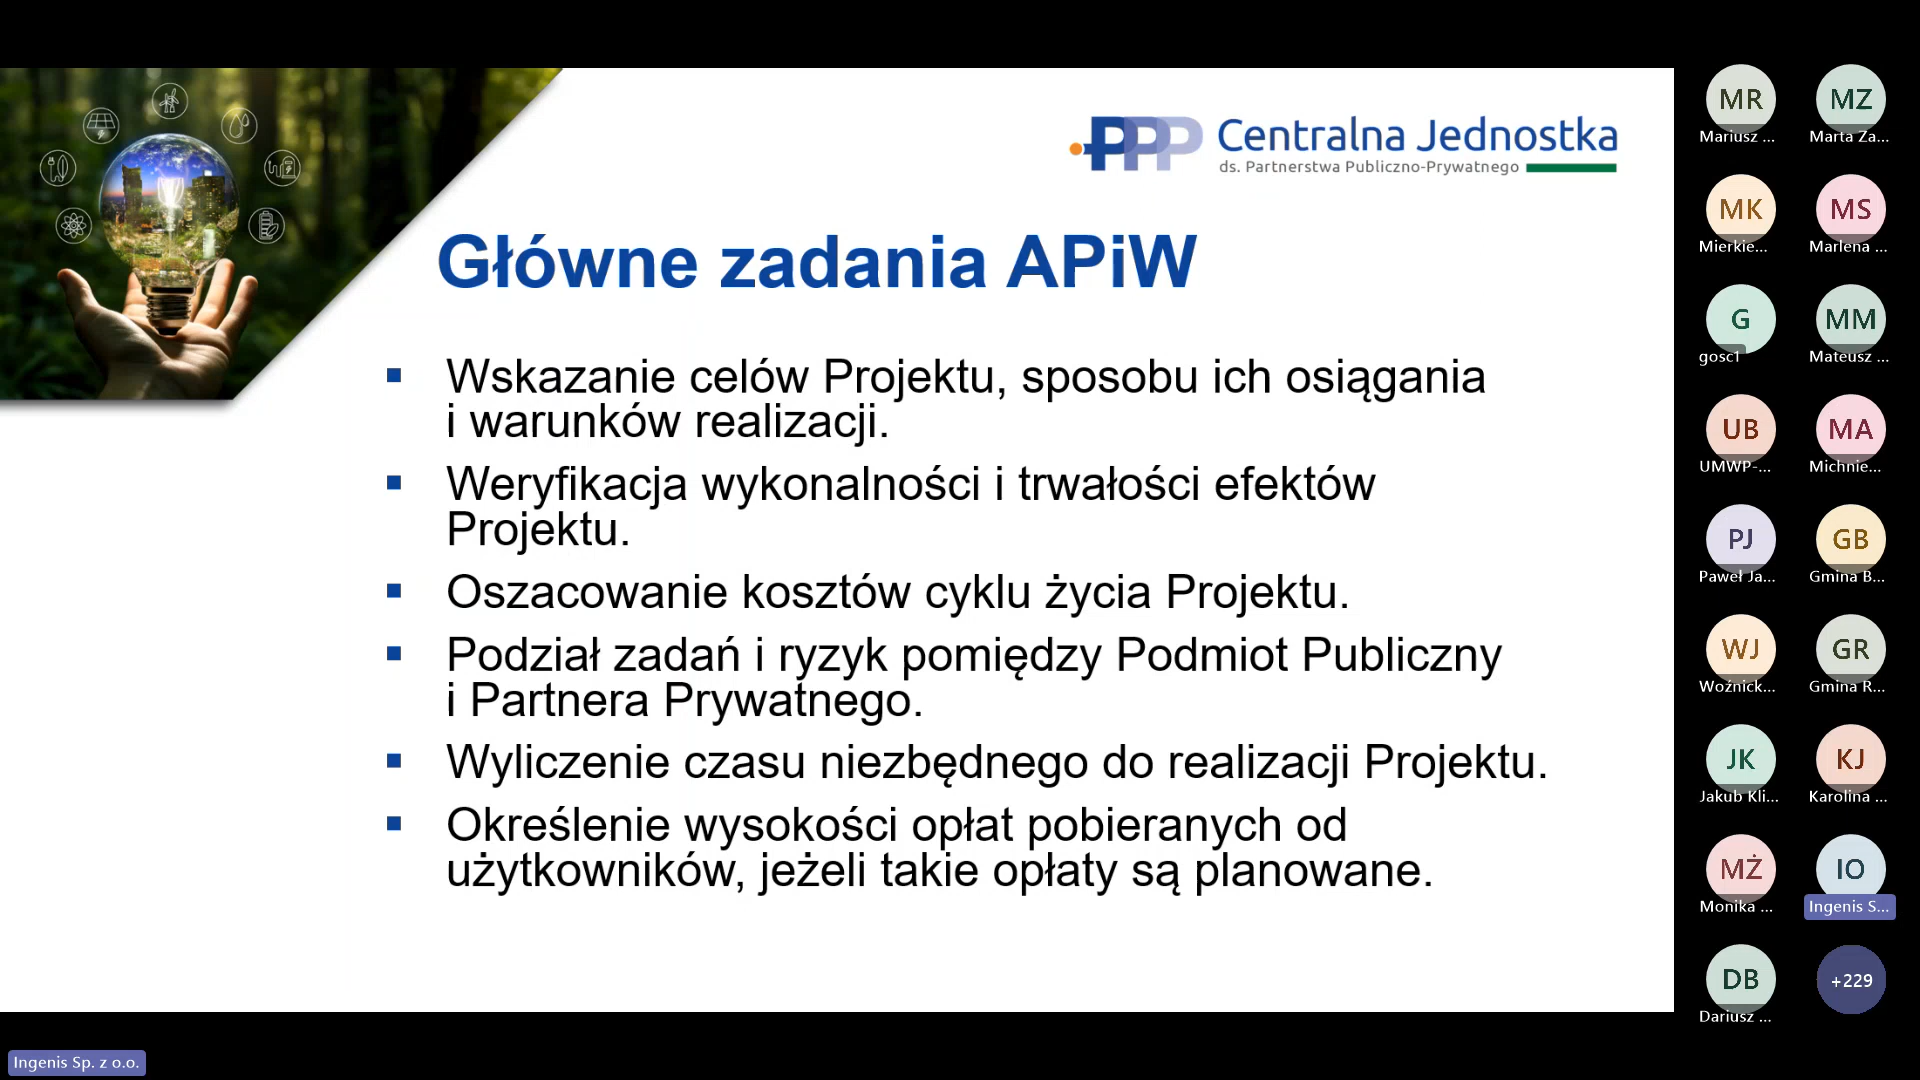 PPP Centralna Jednostka
ds. Partnerstwa Publiczno-Prywatnego
Główne zadania APiW
Wskazanie celów Projektu, sposobu ich osiągania
i warunków realizacji.
Weryfikacja wykonalności i trwałości efektów
Projektu.
Oszacowanie kosztów cyklu życia Projektu.
Podział zadań i ryzyk pomiędzy Podmiot Publiczny
i Partnera Prywatnego.
Wyliczenie czasu niezbędnego do realizacji Projektu.
Określenie wysokości opłat pobieranych od
użytkowników, jeżeli takie opłaty są planowane.
MR MZ
Mariusz ... Marta Za...
MK MS
Mierkie... Marlena ...
G MM
gosc1 Mateusz ...
UB MA
UMWP-... Michnie...
PJ GB
Paweł Ja... Gmina B...
WJ GR
Woźnick... Gmina R...
JK KJ
Jakub Kli... Karolina ...
MŻ IO
Monika ... Ingenis S...
DB +229
Dariusz ...
Ingenis Sp. z o.o.